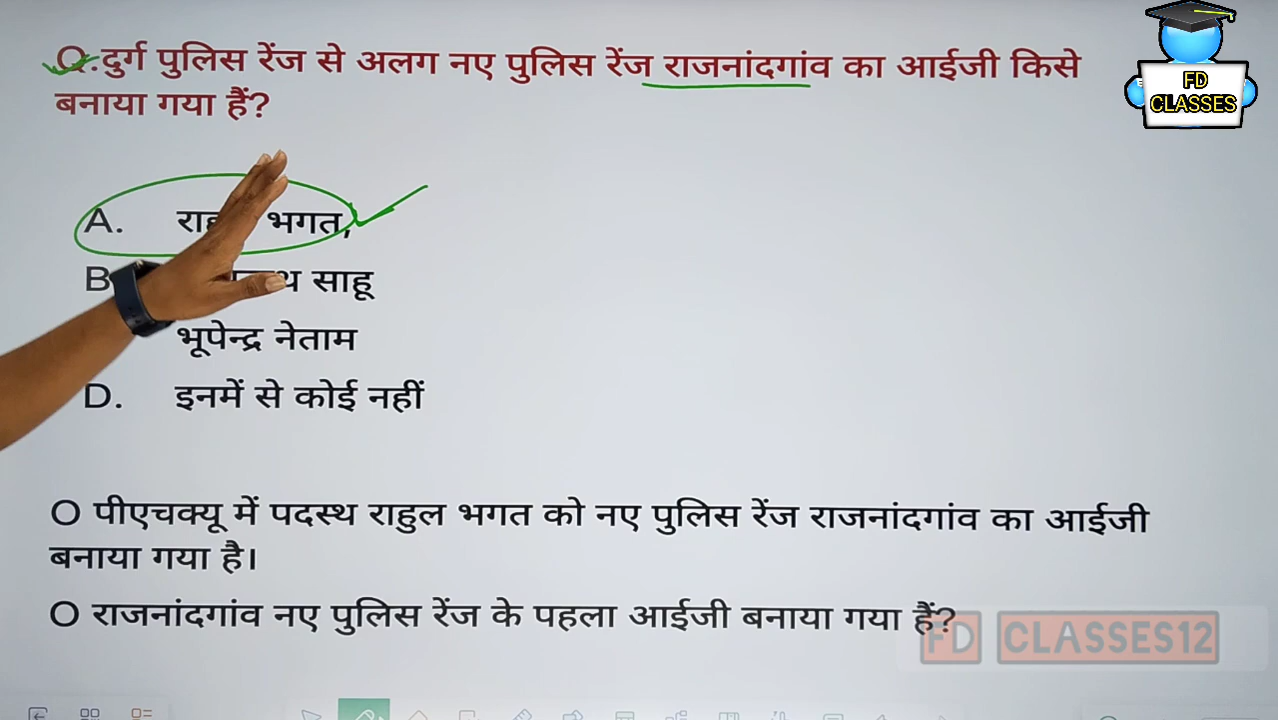 Q.दुर्ग पुलिस रेंज से अलग नए पुलिस रेंज राजनांदगांव का आईजी किसे
बनाया गया हैं?
FD
CLASSES
A. भगत,
B साहू
भूपेन्द्र नेताम
D. इनमें से कोई नहीं
O पीएचक्यू में पदस्थ राहुल भगत को नए पुलिस रेंज राजनांदगांव का आईजी
बनाया गया है।
O राजनांदगांव नए पुलिस रेंज के पहला आईजी बनाया गया हैं?
FD CLASSES12